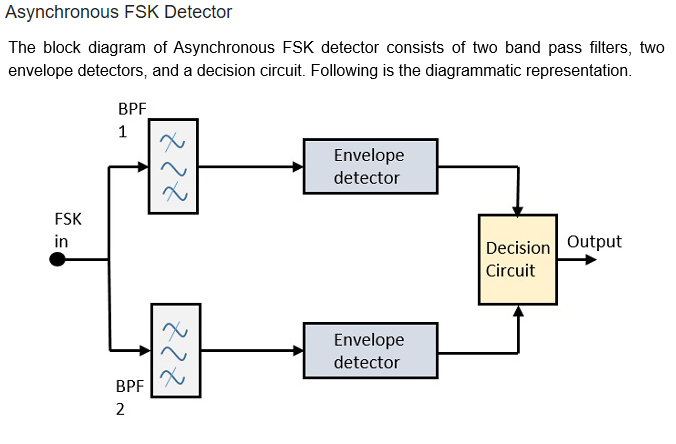 Asynchronous FSK Detector
The block diagram of Asynchronous FSK detector consists of two band pass filters, two
envelope detectors, and a decision circuit. Following is the diagrammatic representation.
BPF
1
Envelope
detector
FSK
in
Decision
Circuit
Output
Envelope
detector
BPF
2